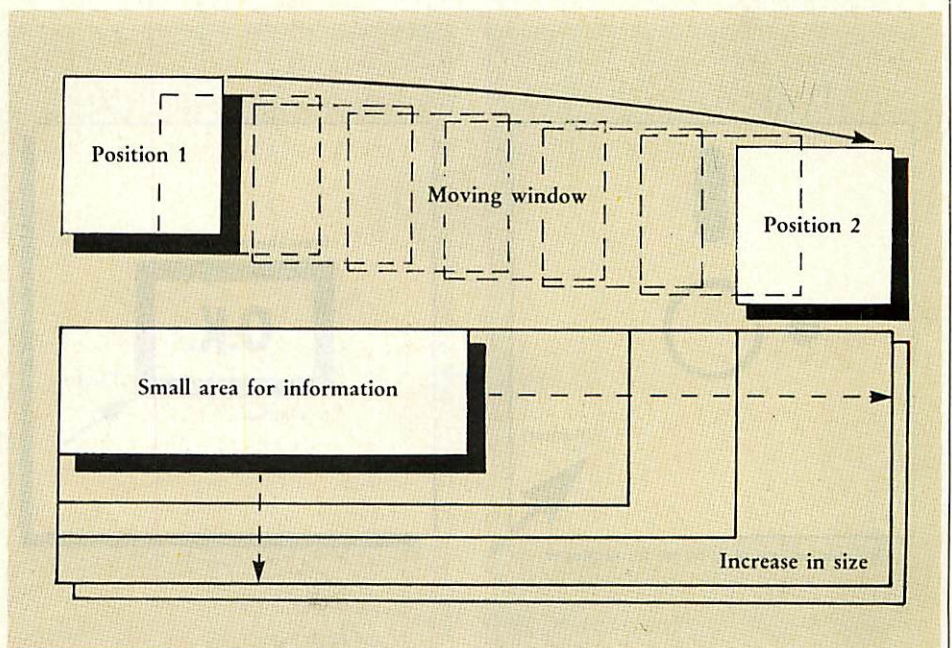 Position 1
Moving window
Position 2
Small area for information
Increase in size